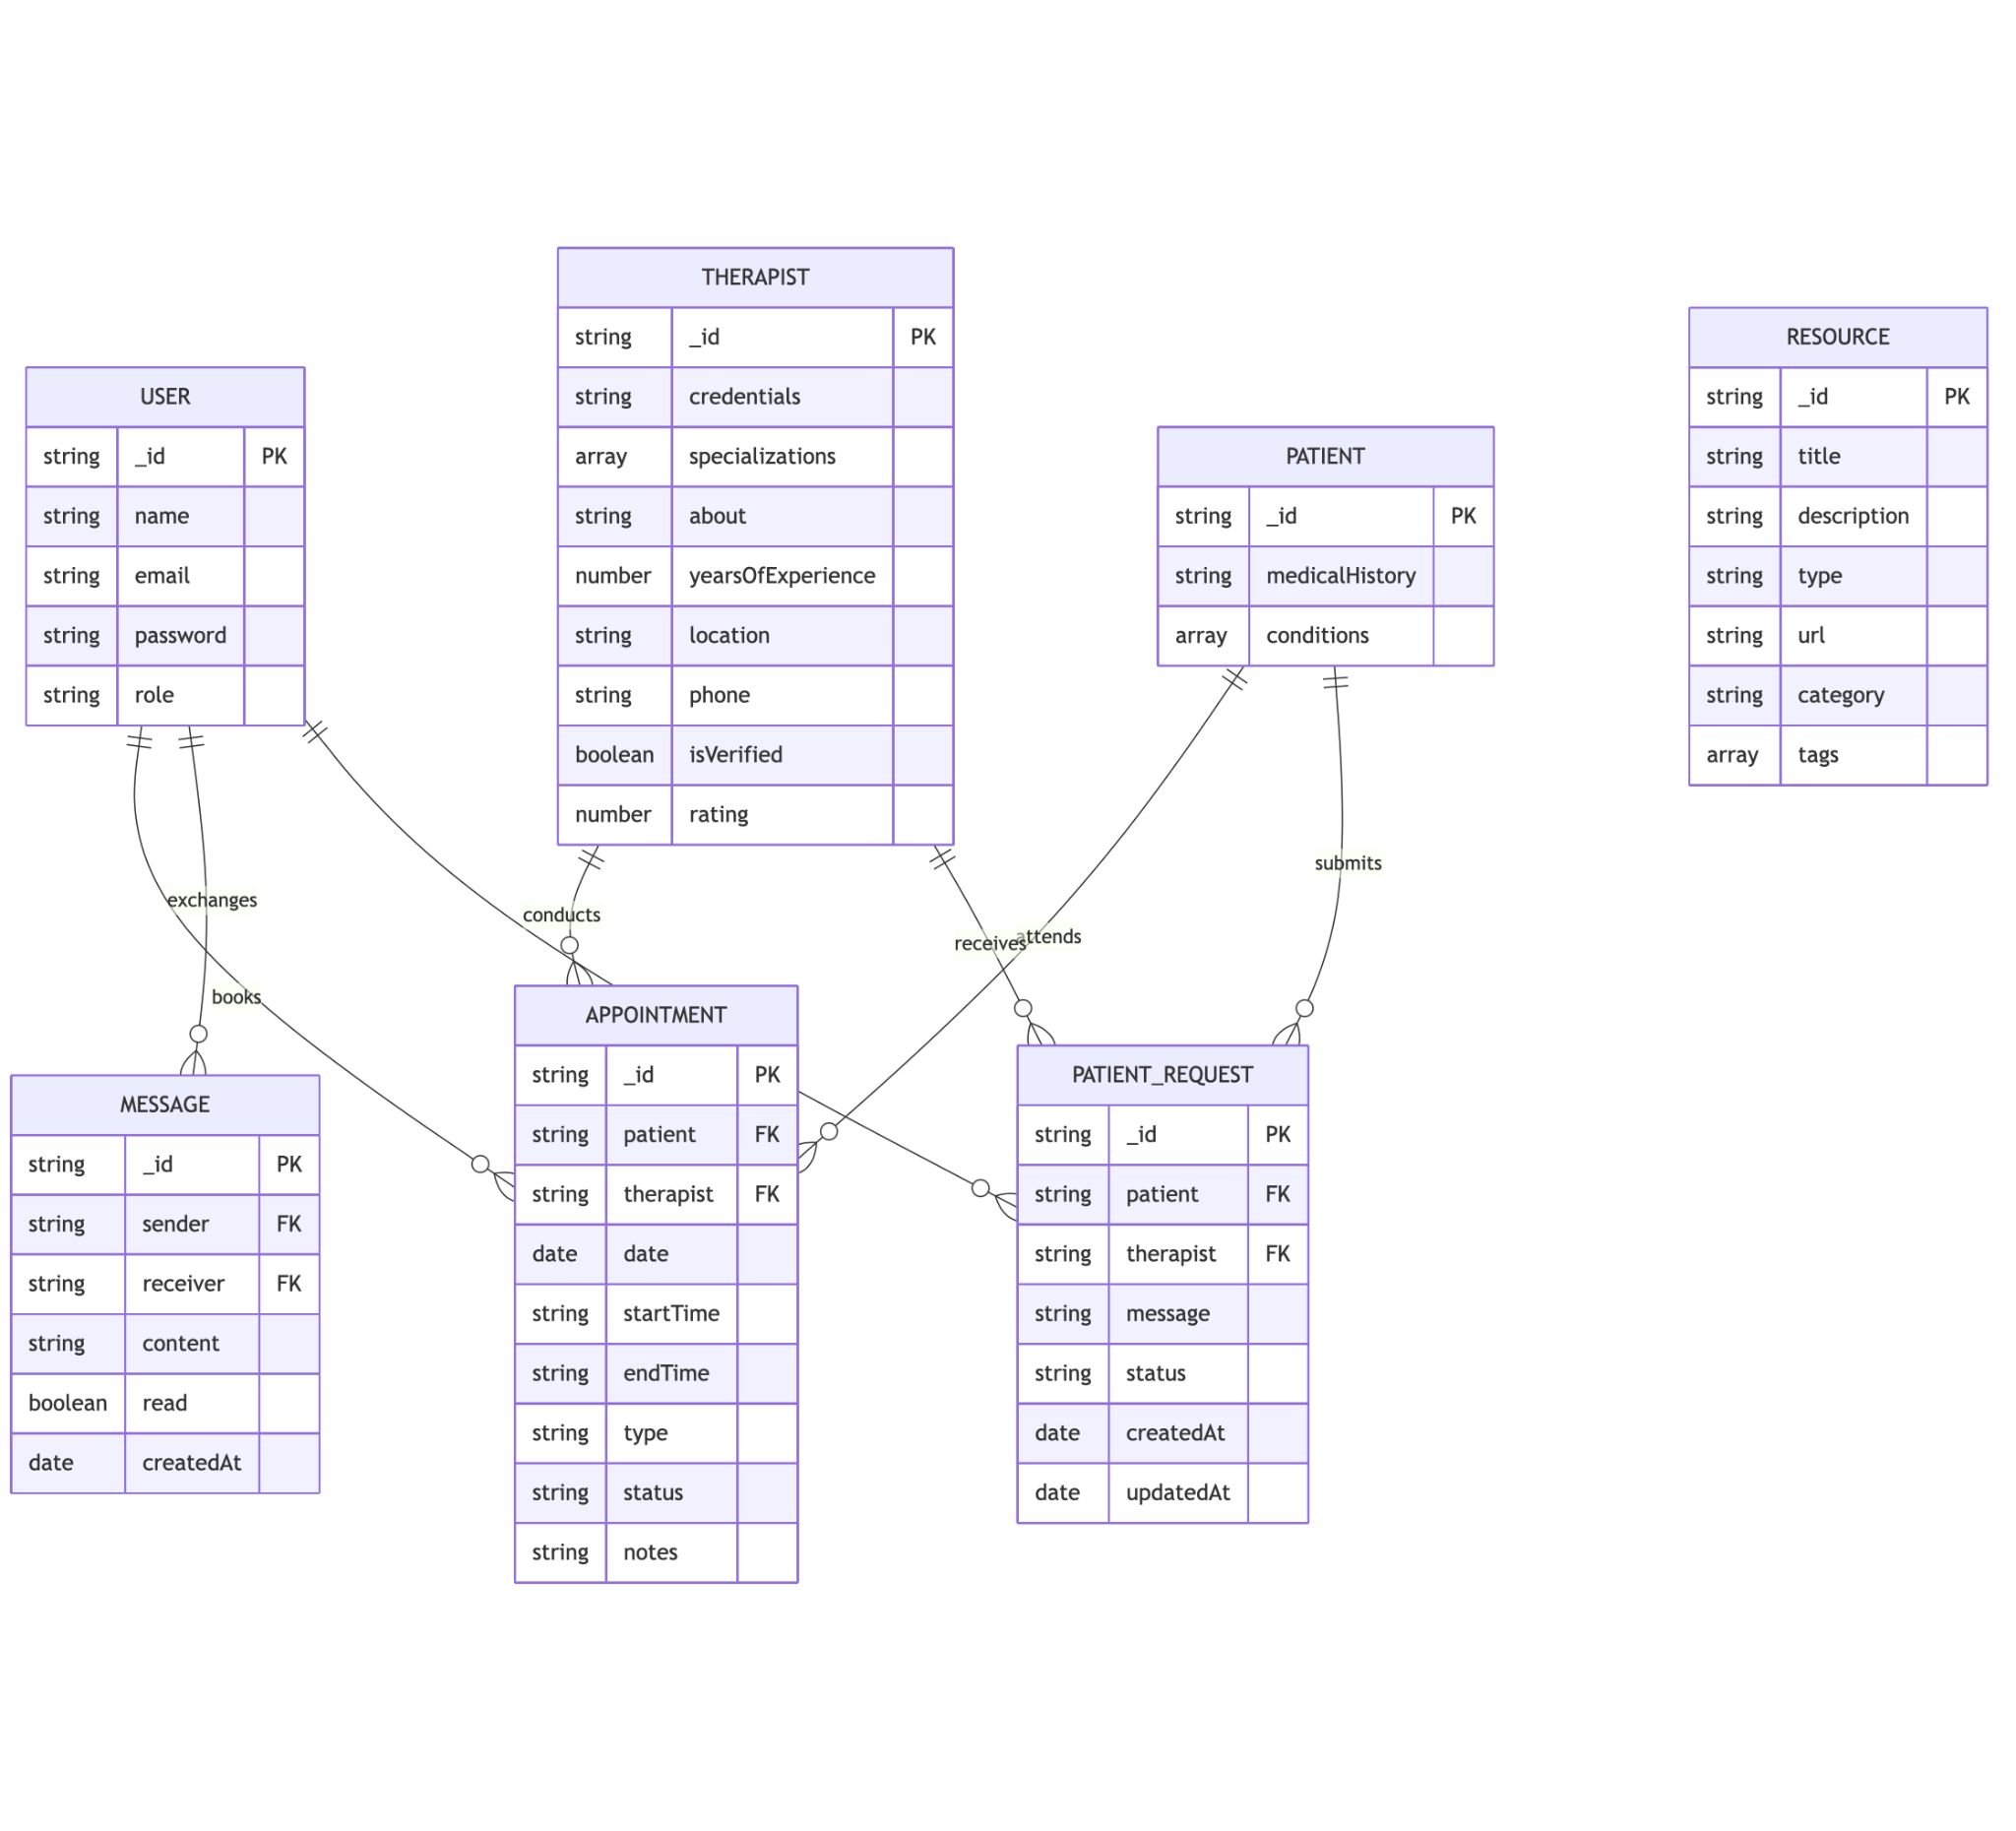 THERAPIST
string _id PK
string credentials
array specializations
string about
number yearsOfExperience
string location
string phone
boolean isVerified
number rating
RESOURCE
string _id PK
string title
string description
string type
string url
string category
array tags
USER
string _id PK
string name
string email
string password
string role
PATIENT
string _id PK
string medicalHistory
array conditions
exchanges
books
conducts
receives
attends
submits
MESSAGE
string _id PK
string sender FK
string receiver FK
string content
boolean read
date createdAt
APPOINTMENT
string _id PK
string patient FK
string therapist FK
date date
string startTime
string endTime
string type
string status
string notes
PATIENT_REQUEST
string _id PK
string patient FK
string therapist FK
string message
string status
date createdAt
date updatedAt